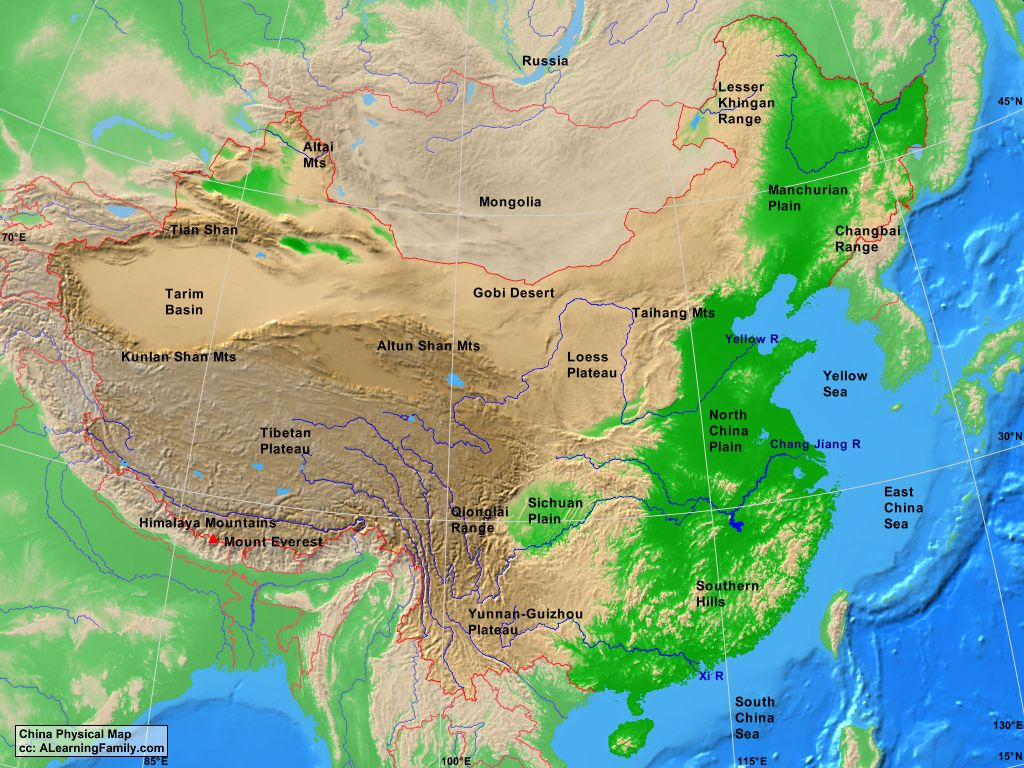 Russia
45°N
Lesser
Khingan
Range
Altai
Mts
Mongolia
Manchurian
Plain
70°E
Tian Shan
Changbai
Range
Tarim
Basin
Gobi Desert
Taihang Mts
Kunlan Shan Mts
Altun Shan Mts
Loess
Plateau
Yellow R
Yellow
Sea
North
China
Plain
Tibetan
Plateau
30°N
Chang Jiang R
Sichuan
Plain
Qionglai
Range
East
China
Sea
Himalaya Mountains
Mount Everest
Southern
Hills
Yunnan-Guizhou
Plateau
Xi R
South
China
Sea
130°E
China Physical Map
cc: ALearningFamily.com
85°E
100°E
115°E
15°N